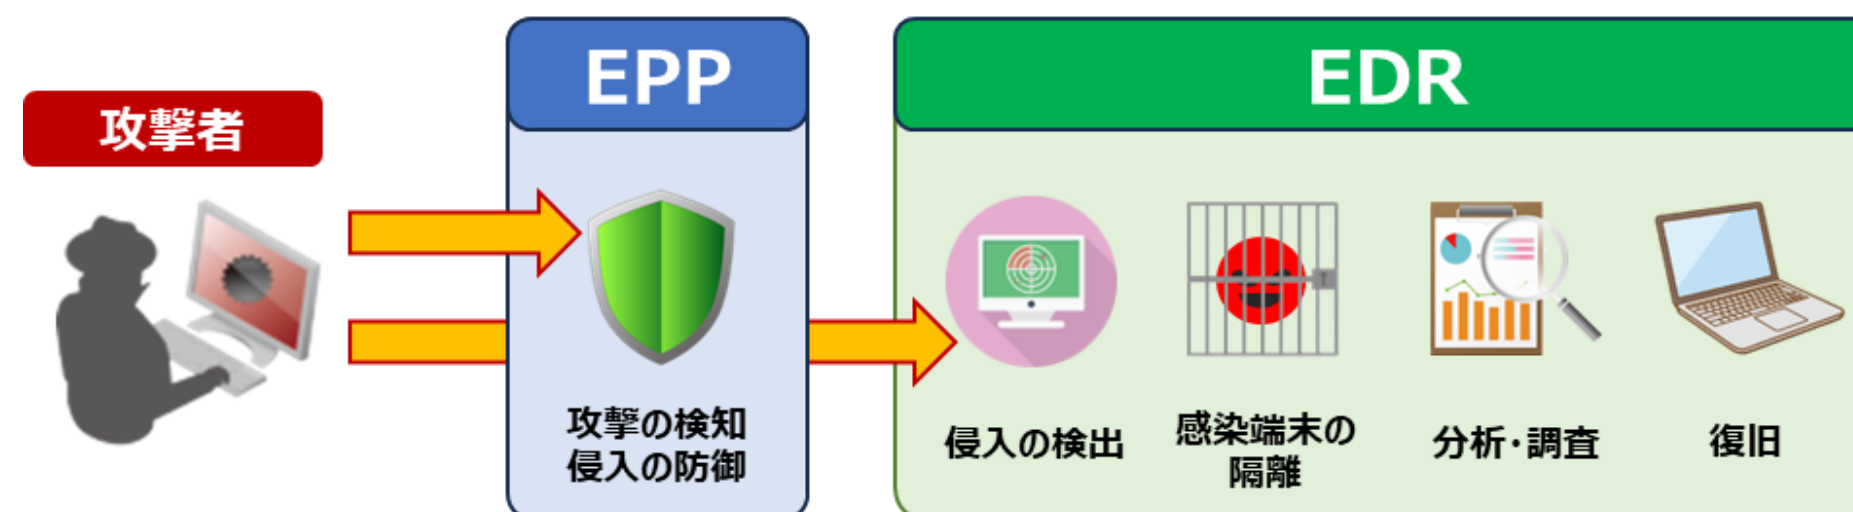 攻撃者
EPP
攻撃の検知
侵入の防御
EDR
侵入の検出
感染端末の
隔離
分析・調査
復旧